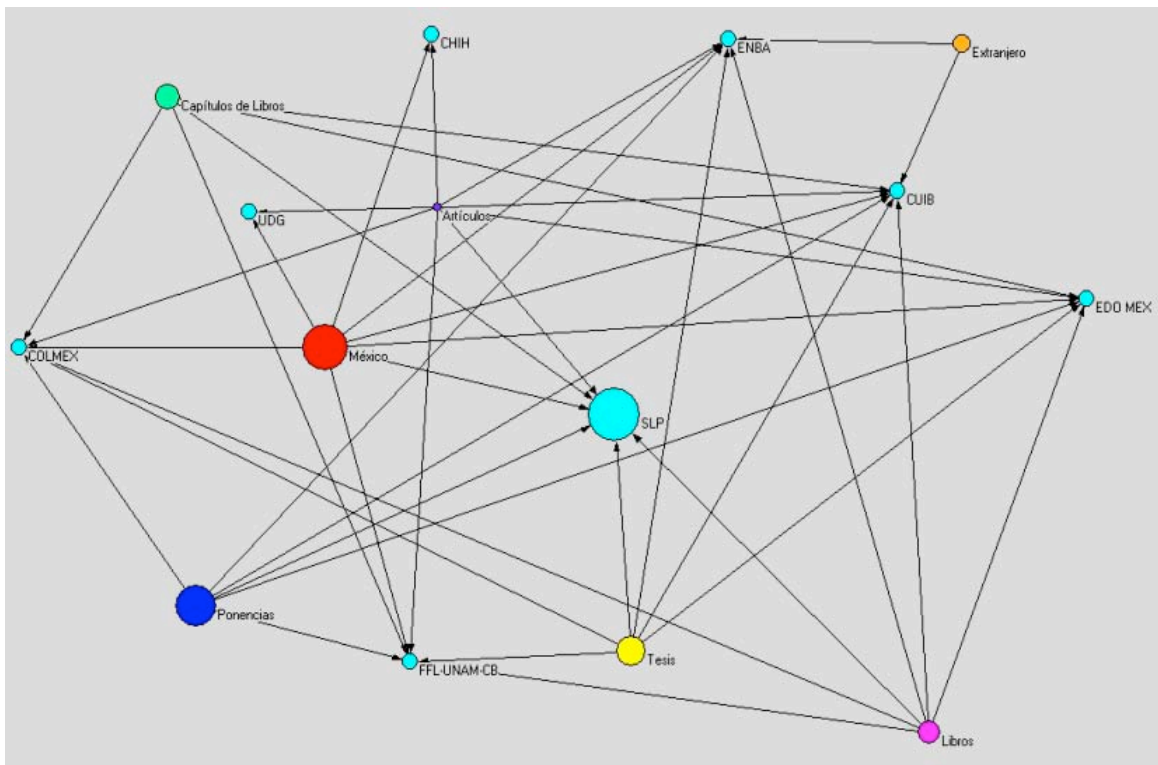 CHIH
ENBA
Extranjero
Capítulos de Libros
CUIB
UDG
Artículos
EDO MEX
COLMEX
México
SLP
Ponencias
FFL-UNAM-CB
Tesis
Libros